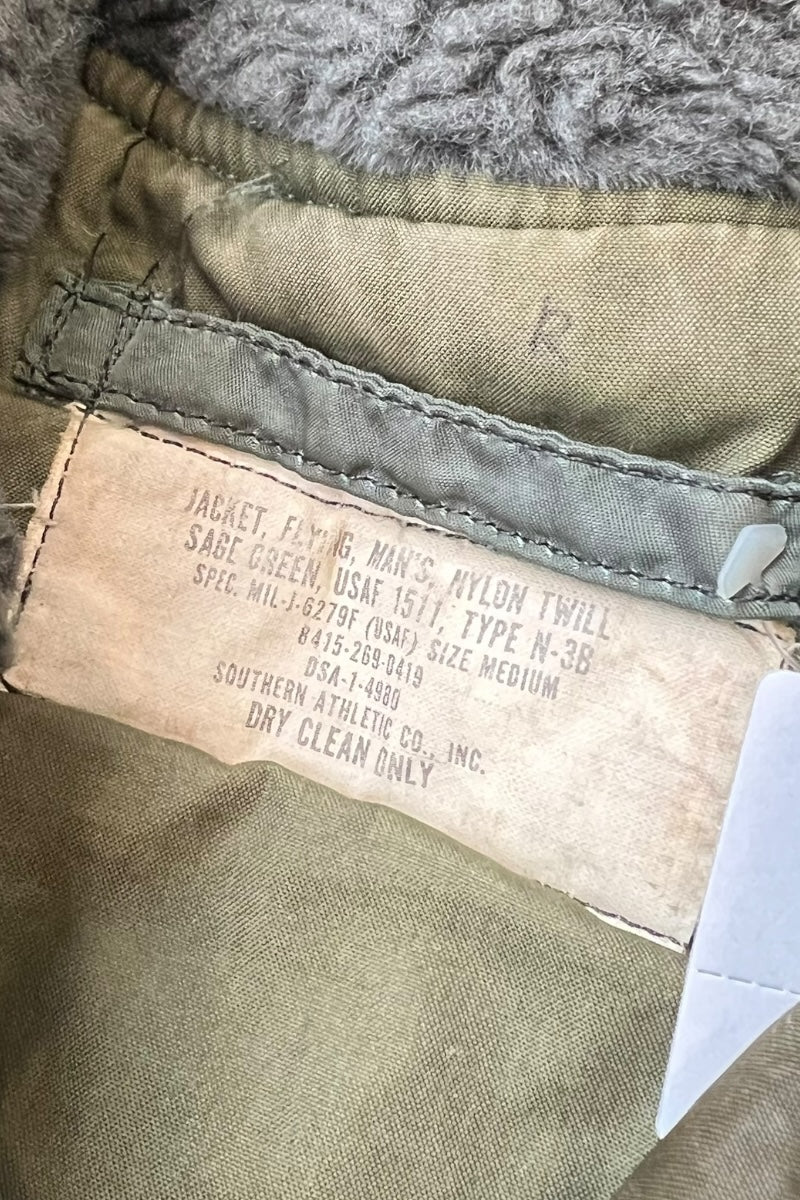 R
JACKET, FLYING, MAN'S, NYLON TWILL
SAGE GREEN, USAF 1511, TYPE N-3B
SPEC. MIL-J-6279F (USAF) SIZE MEDIUM
8415-269-0419
DSA-1-4980
SOUTHERN ATHLETIC CO., INC.
DRY CLEAN ONLY